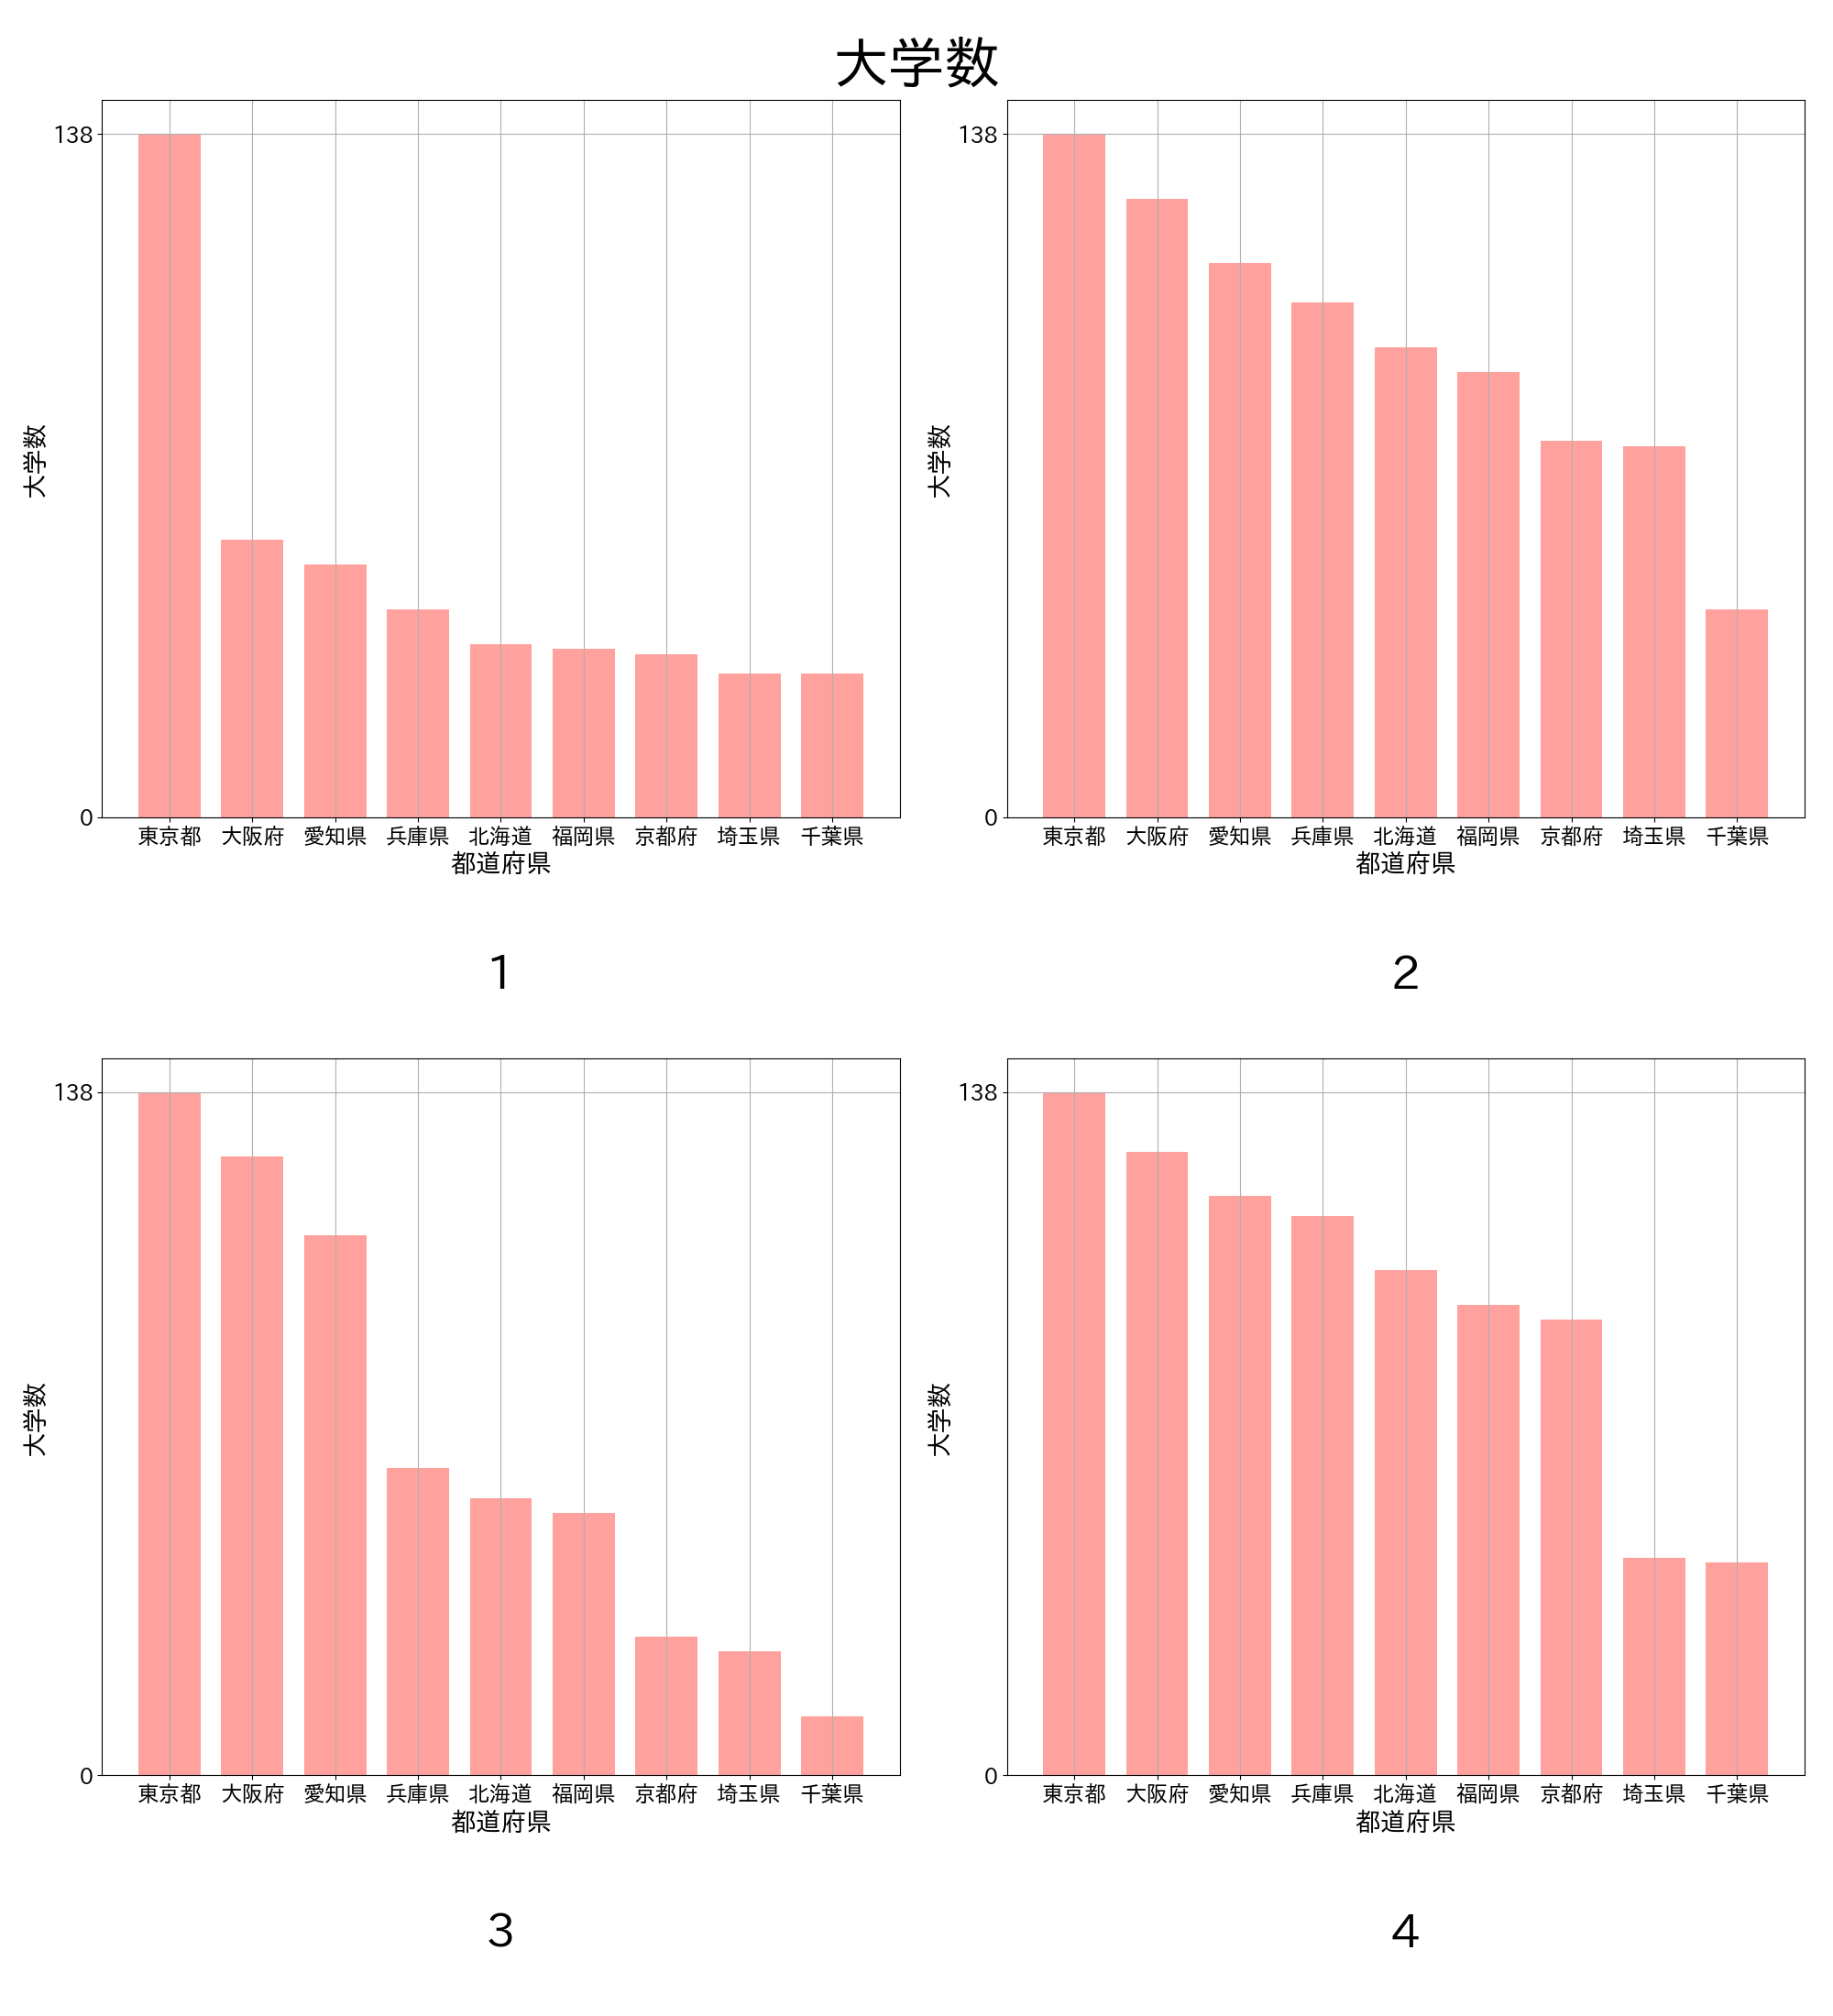 大学数
138
0
大学数
東京都 大阪府 愛知県 兵庫県 北海道 福岡県 京都府 埼玉県 千葉県
都道府県
1
138
0
大学数
東京都 大阪府 愛知県 兵庫県 北海道 福岡県 京都府 埼玉県 千葉県
都道府県
2
138
0
大学数
東京都 大阪府 愛知県 兵庫県 北海道 福岡県 京都府 埼玉県 千葉県
都道府県
3
138
0
大学数
東京都 大阪府 愛知県 兵庫県 北海道 福岡県 京都府 埼玉県 千葉県
都道府県
4